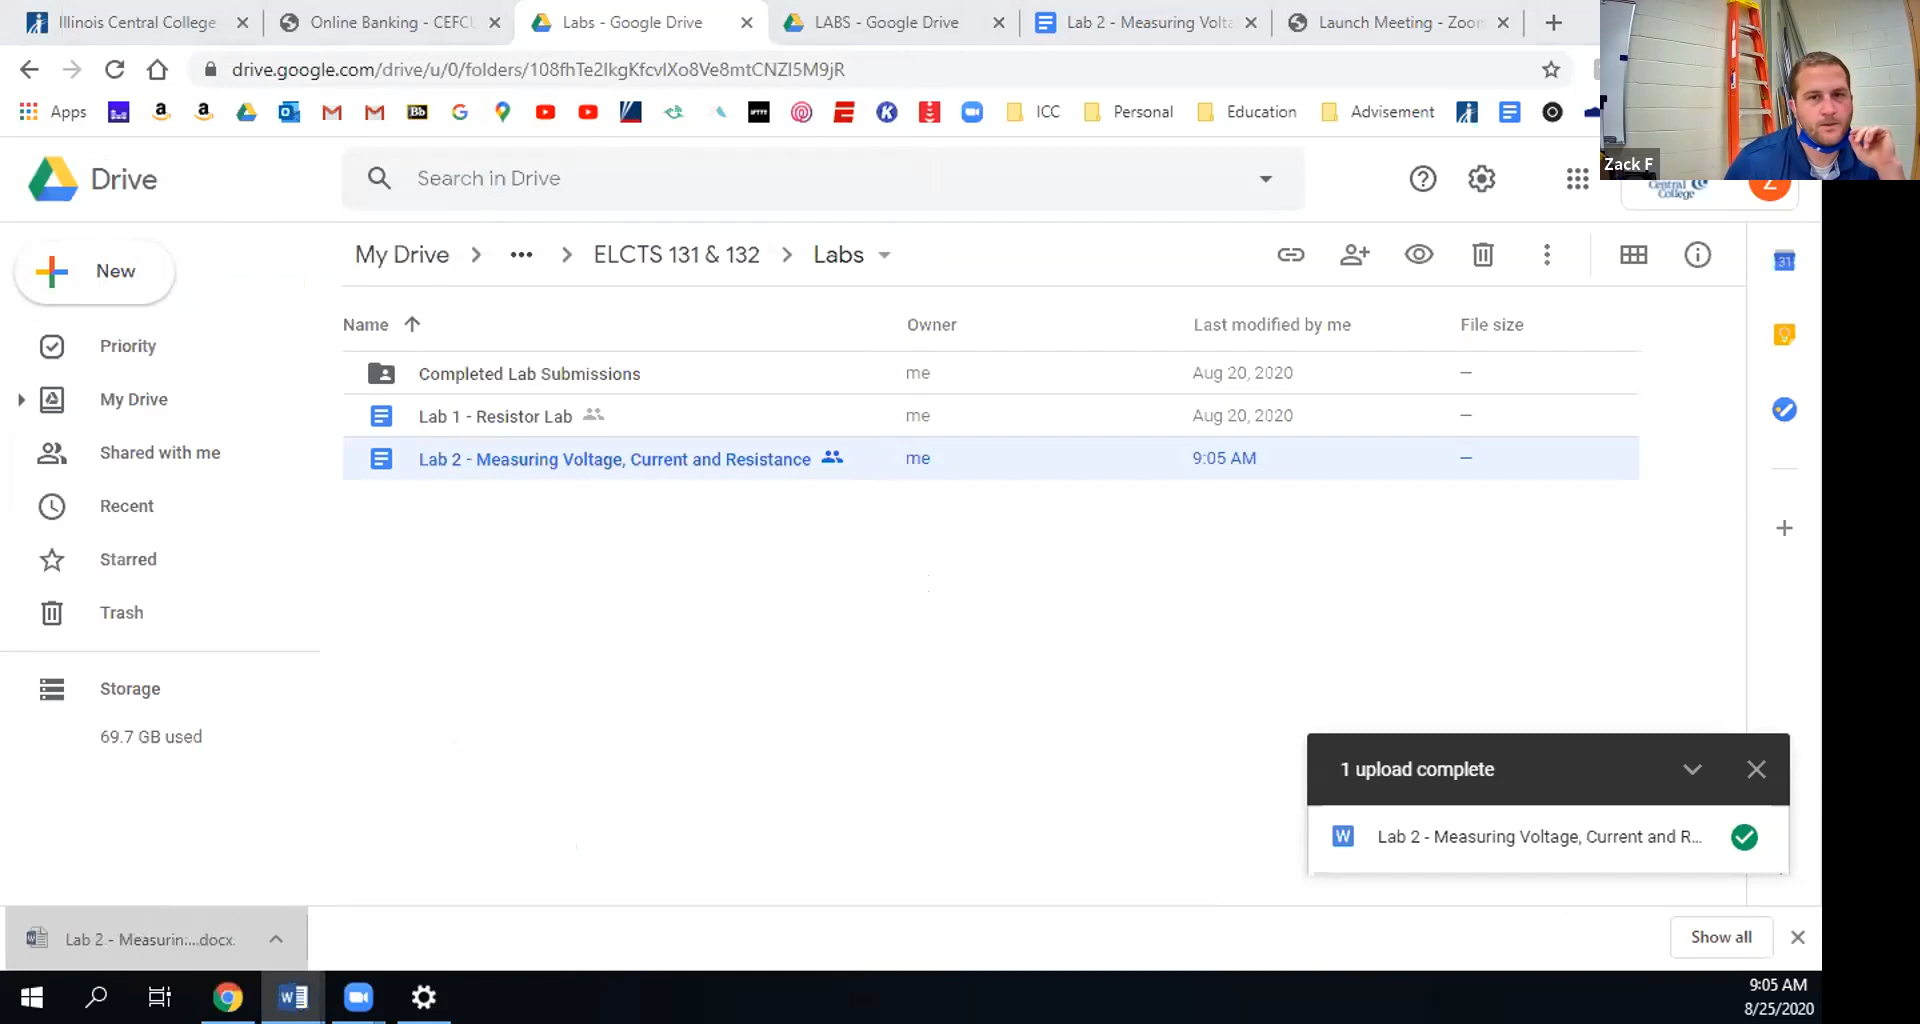 Illinois Central College
Online Banking - CEFCU
Labs - Google Drive
LABS - Google Drive
Lab 2 - Measuring Volta
Launch Meeting - Zoom
drive.google.com/drive/u/0/folders/108fhTe2IkgKfcvlXo8Ve8mtCNZI5M9jR
Apps
Bb
IFTTT
ICC
Personal
Education
Advisement
Zack F
Drive
Search in Drive
Central
College
Z
New
My Drive
ELCTS 131 & 132
Labs
31
Name
Owner
Last modified by me
File size
Priority
My Drive
Shared with me
Recent
Starred
Trash
Storage
69.7 GB used
Completed Lab Submissions
me
Aug 20, 2020
—
Lab 1 - Resistor Lab
me
Aug 20, 2020
—
Lab 2 - Measuring Voltage, Current and Resistance
me
9:05 AM
—
1 upload complete
W
Lab 2 - Measuring Voltage, Current and R...
Lab 2 - Measurin....docx
Show all
9:05 AM
8/25/2020